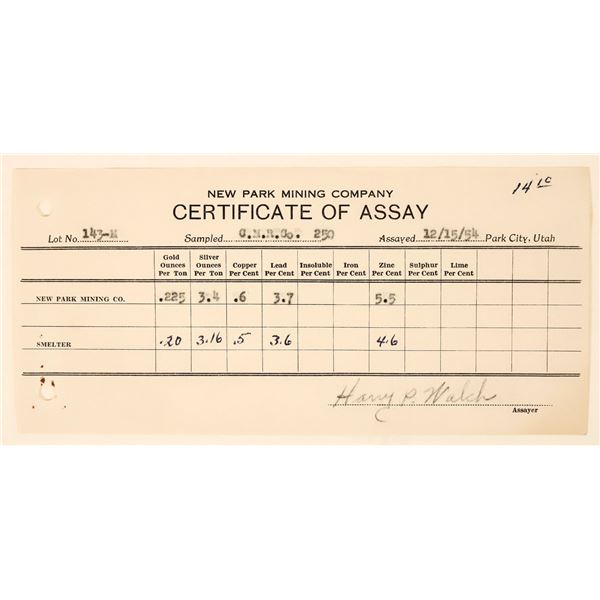 14 10
NEW PARK MINING COMPANY
CERTIFICATE OF ASSAY
Lot No. 143-M Sampled 250 Assayed 12/15/54 Park City, Utah
Gold Ounces Per Ton Silver Ounces Per Ton Copper Per Cent Lead Per Cent Insoluble Per Cent Iron Per Cent Zinc Per Cent Sulphur Per Cent Lime Per Cent
NEW PARK MINING CO. .225 3.4 .6 3.7 5.5
SMELTER .20 3.16 .5 3.6 4.6
Harry P. Walsh
Assayer